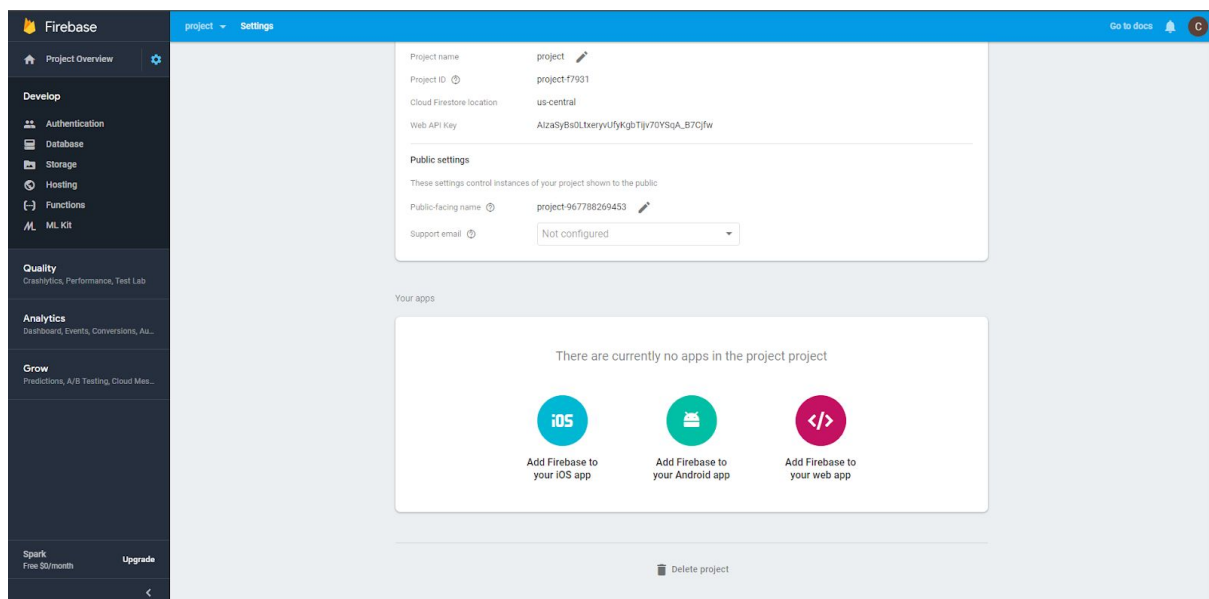 Firebase
project
Settings
Go to docs
C
Project Overview
Develop
Authentication
Database
Storage
Hosting
Functions
ML Kit
Quality
Crashlytics, Performance, Test Lab
Analytics
Dashboard, Events, Conversions, Au...
Grow
Predictions, A/B Testing, Cloud Mes...
Spark
Free $0/month
Upgrade
Project name project
Project ID project-f7931
Cloud Firestore location us-central
Web API Key AIzaSyBs0LtxeryvUfyKgbTijv70YSqA_B7Cjfw
Public settings
These settings control instances of your project shown to the public
Public-facing name project-967788269453
Support email Not configured
Your apps
There are currently no apps in the project project
iOS
Add Firebase to
your iOS app
Add Firebase to
your Android app
</>
Add Firebase to
your web app
Delete project